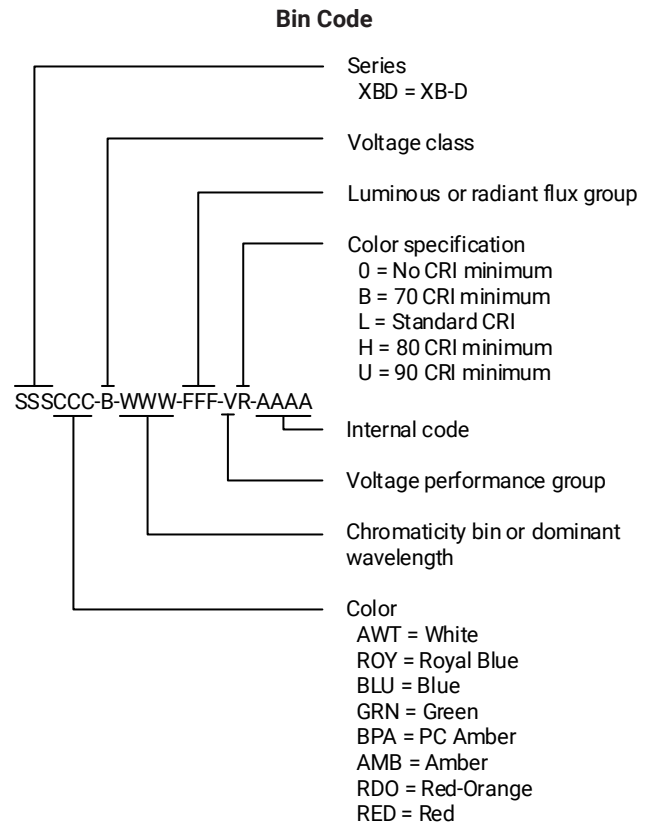 Bin Code
Series
XBD = XB-D
Voltage class
Luminous or radiant flux group
Color specification
0 = No CRI minimum
B = 70 CRI minimum
L = Standard CRI
H = 80 CRI minimum
U = 90 CRI minimum
SSSCCC-B-WWW-FFF-VR-AAAA
Internal code
Voltage performance group
Chromaticity bin or dominant
wavelength
Color
AWT = White
ROY = Royal Blue
BLU = Blue
GRN = Green
BPA = PC Amber
AMB = Amber
RDO = Red-Orange
RED = Red